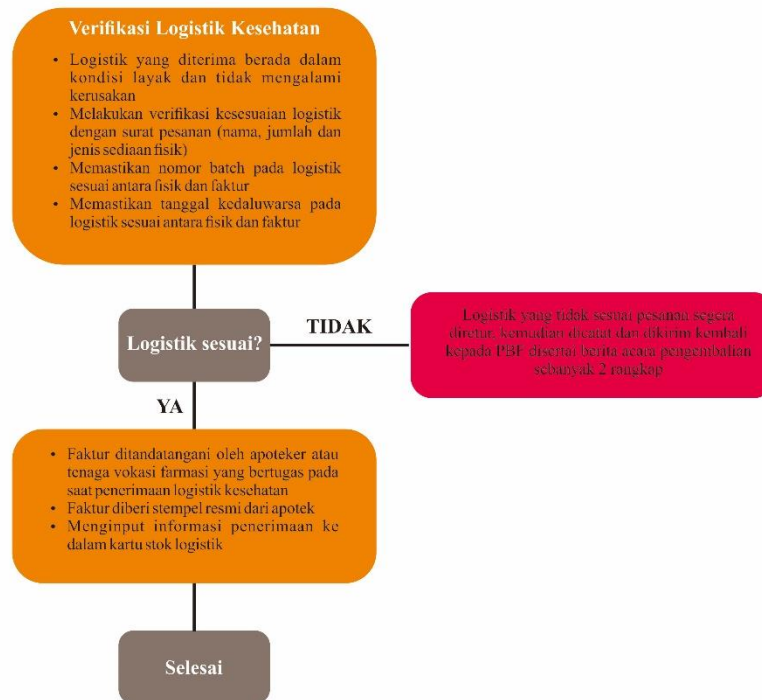 Verifikasi Logistik Kesehatan
• Logistik yang diterima berada dalam
kondisi layak dan tidak mengalami
kerusakan
• Melakukan verifikasi kesesuaian logistik
dengan surat pesanan (nama, jumlah dan
jenis sediaan fisik)
• Memastikan nomor batch pada logistik
sesuai antara fisik dan faktur
• Memastikan tanggal kedaluwarsa pada
logistik sesuai antara fisik dan faktur
Logistik sesuai?
TIDAK
Logistik yang tidak sesuai pesanan segera
diretur, kemudian dicatat dan dikirim kembali
kepada PBF disertai berita acara pengembalian
sebanyak 2 rangkap
YA
• Faktur ditandatangani oleh apoteker atau
tenaga vokasi farmasi yang bertugas pada
saat penerimaan logistik kesehatan
• Faktur diberi stempel resmi dari apotek
• Menginput informasi penerimaan ke
dalam kartu stok logistik
Selesai